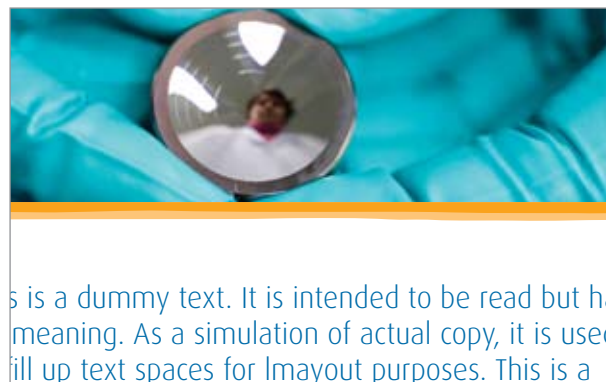 s is a dummy text. It is intended to be read but ha
meaning. As a simulation of actual copy, it is used
fill up text spaces for lmayout purposes. This is a